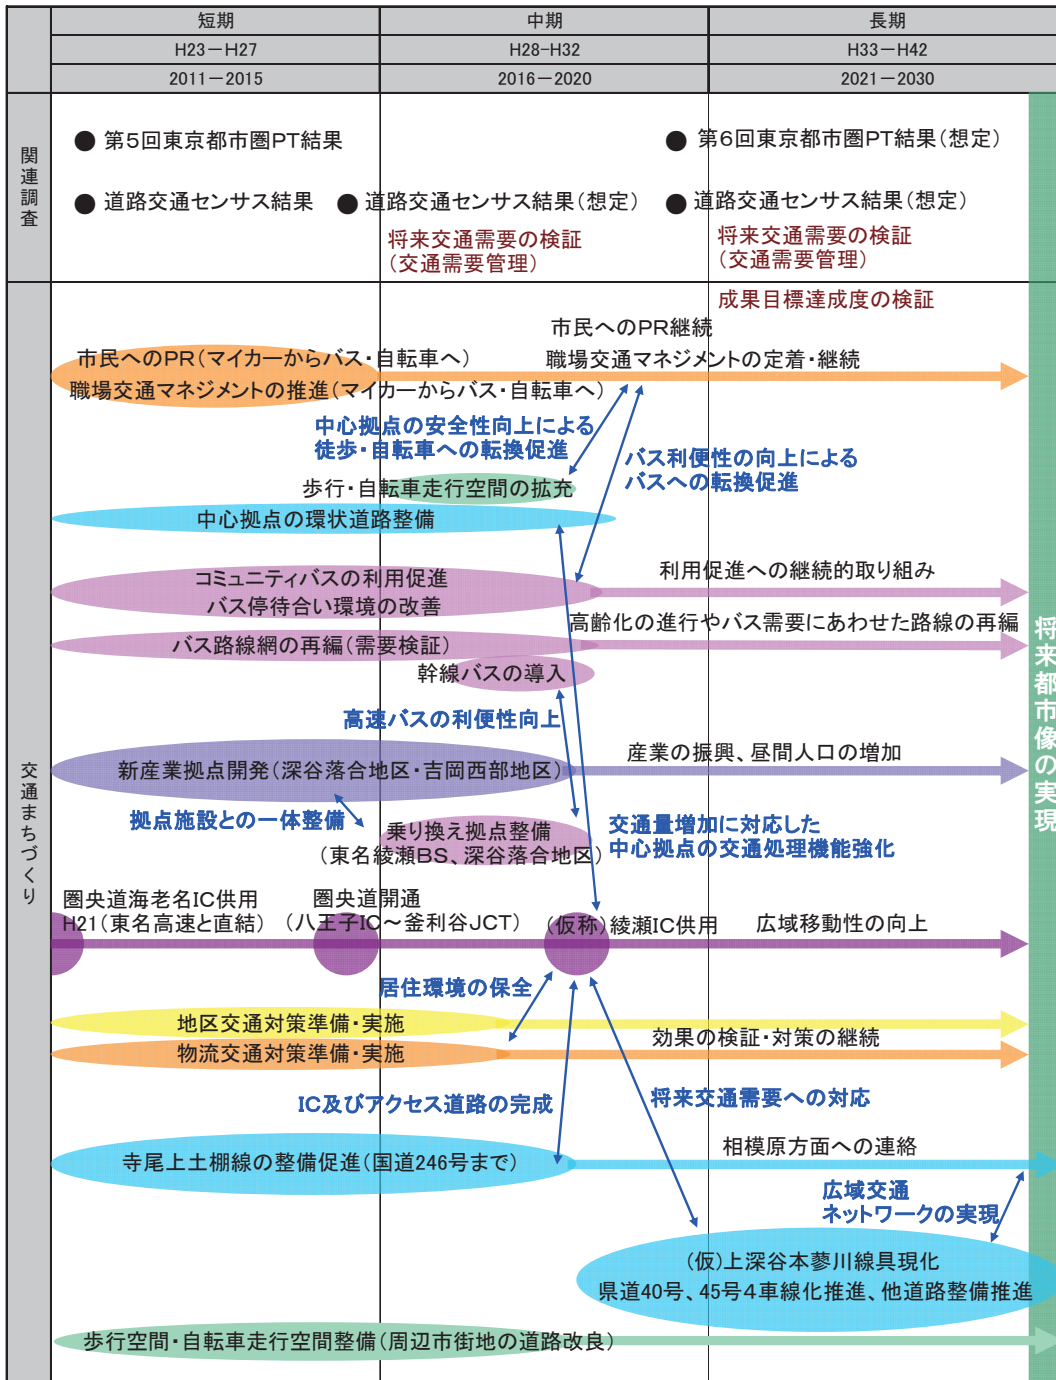 短期
中期
長期
H23－H27
H28-H32
H33－H42
2011－2015
2016－2020
2021－2030
関連調査
● 第5回東京都市圏PT結果
● 第6回東京都市圏PT結果(想定)
● 道路交通センサス結果
● 道路交通センサス結果(想定)
● 道路交通センサス結果(想定)
将来交通需要の検証
(交通需要管理)
将来交通需要の検証
(交通需要管理)
交通まちづくり
成果目標達成度の検証
市民へのPR継続
市民へのPR(マイカーからバス・自転車へ)
職場交通マネジメントの定着・継続
職場交通マネジメントの推進(マイカーからバス・自転車へ)
中心拠点の安全性向上による
徒歩・自転車への転換促進
バス利便性の向上による
バスへの転換促進
歩行・自転車走行空間の拡充
中心拠点の環状道路整備
コミュニティバスの利用促進
バス停待合い環境の改善
利用促進への継続的取り組み
高齢化の進行やバス需要にあわせた路線の再編
バス路線網の再編(需要検証)
幹線バスの導入
高速バスの利便性向上
産業の振興、昼間人口の増加
新産業拠点開発(深谷落合地区・吉岡西部地区)
拠点施設との一体整備
乗り換え拠点整備
(東名綾瀬BS、深谷落合地区)
交通量増加に対応した
中心拠点の交通処理機能強化
圏央道海老名IC供用
H21(東名高速と直結)
圏央道開通
(八王子IC～釜利谷JCT)
(仮称)綾瀬IC供用
広域移動性の向上
居住環境の保全
地区交通対策準備・実施
効果の検証・対策の継続
物流交通対策準備・実施
IC及びアクセス道路の完成
将来交通需要への対応
相模原方面への連絡
寺尾上土棚線の整備促進(国道246号まで)
広域交通
ネットワークの実現
(仮)上深谷本蓼川線具現化
県道40号、45号4車線化推進、他道路整備推進
歩行空間・自転車走行空間整備(周辺市街地の道路改良)
将来都市像の実現